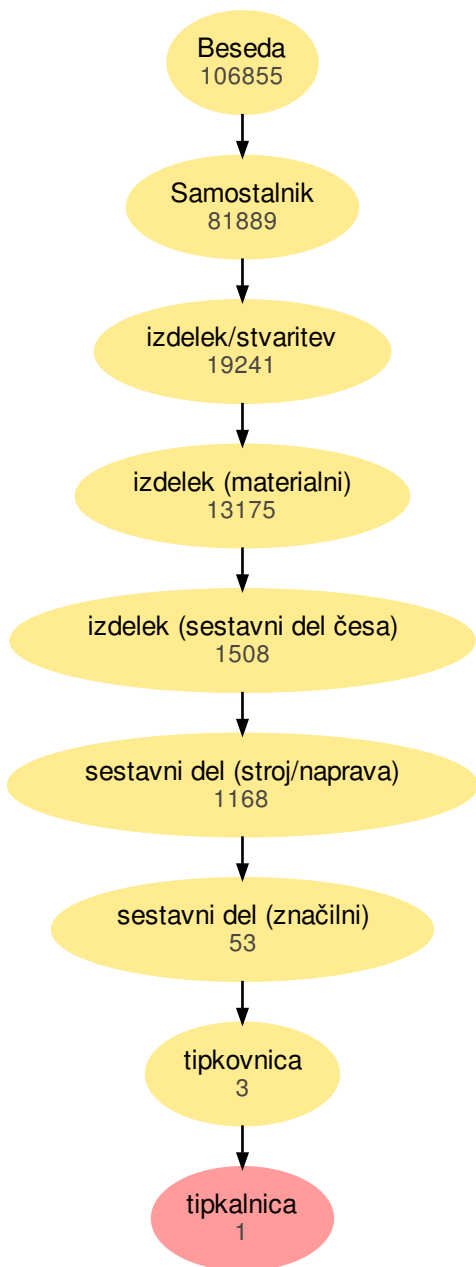 Beseda
106855
Samostalnik
81889
izdelek/stvaritev
19241
izdelek (materialni)
13175
izdelek (sestavni del česa)
1508
sestavni del (stroj/naprava)
1168
sestavni del (značilni)
53
tipkovnica
3
tipkalnica
1